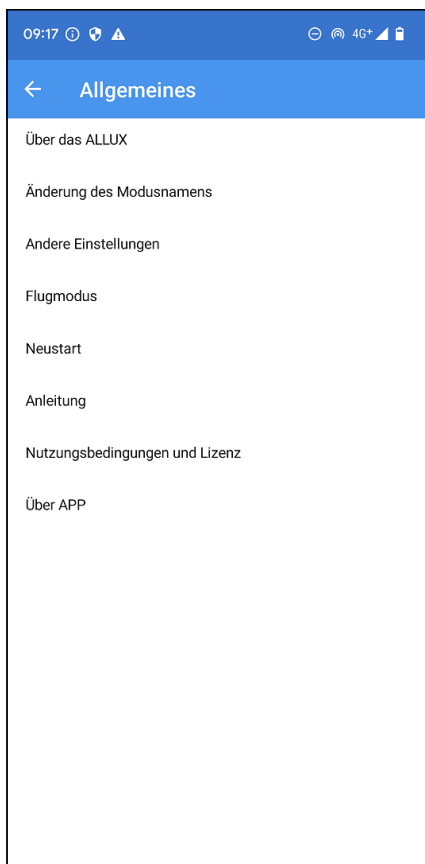 09:17 4G+
Allgemeines
Über das ALLUX
Änderung des Modusnamens
Andere Einstellungen
Flugmodus
Neustart
Anleitung
Nutzungsbedingungen und Lizenz
Über APP